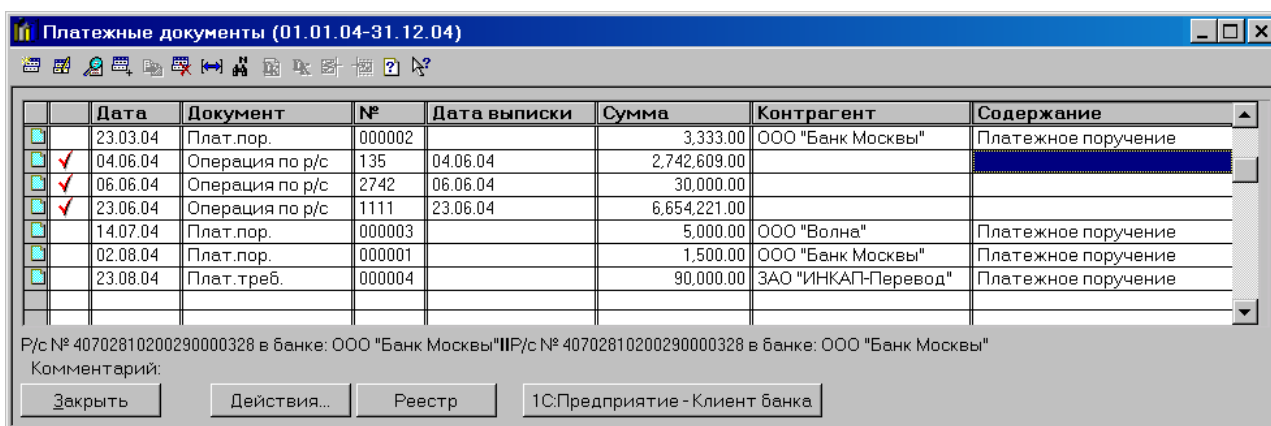 Платежные документы (01.01.04-31.12.04)
Дата Документ № Дата выписки Сумма Контрагент Содержание
23.03.04 Плат.пор. 000002 3,333.00 ООО "Банк Москвы" Платежное поручение
04.06.04 Операция по р/с 135 04.06.04 2,742,609.00
06.06.04 Операция по р/с 2742 06.06.04 30,000.00
23.06.04 Операция по р/с 1111 23.06.04 6,654,221.00
14.07.04 Плат.пор. 000003 5,000.00 ООО "Волна" Платежное поручение
02.08.04 Плат.пор. 000001 1,500.00 ООО "Банк Москвы" Платежное поручение
23.08.04 Плат.треб. 000004 90,000.00 ЗАО "ИНКАП-Перевод" Платежное поручение
Р/с № 40702810200290000328 в банке: ООО "Банк Москвы"IIР/с № 40702810200290000328 в банке: ООО "Банк Москвы"
Комментарий:
Закрыть Действия... Реестр 1С:Предприятие - Клиент банка